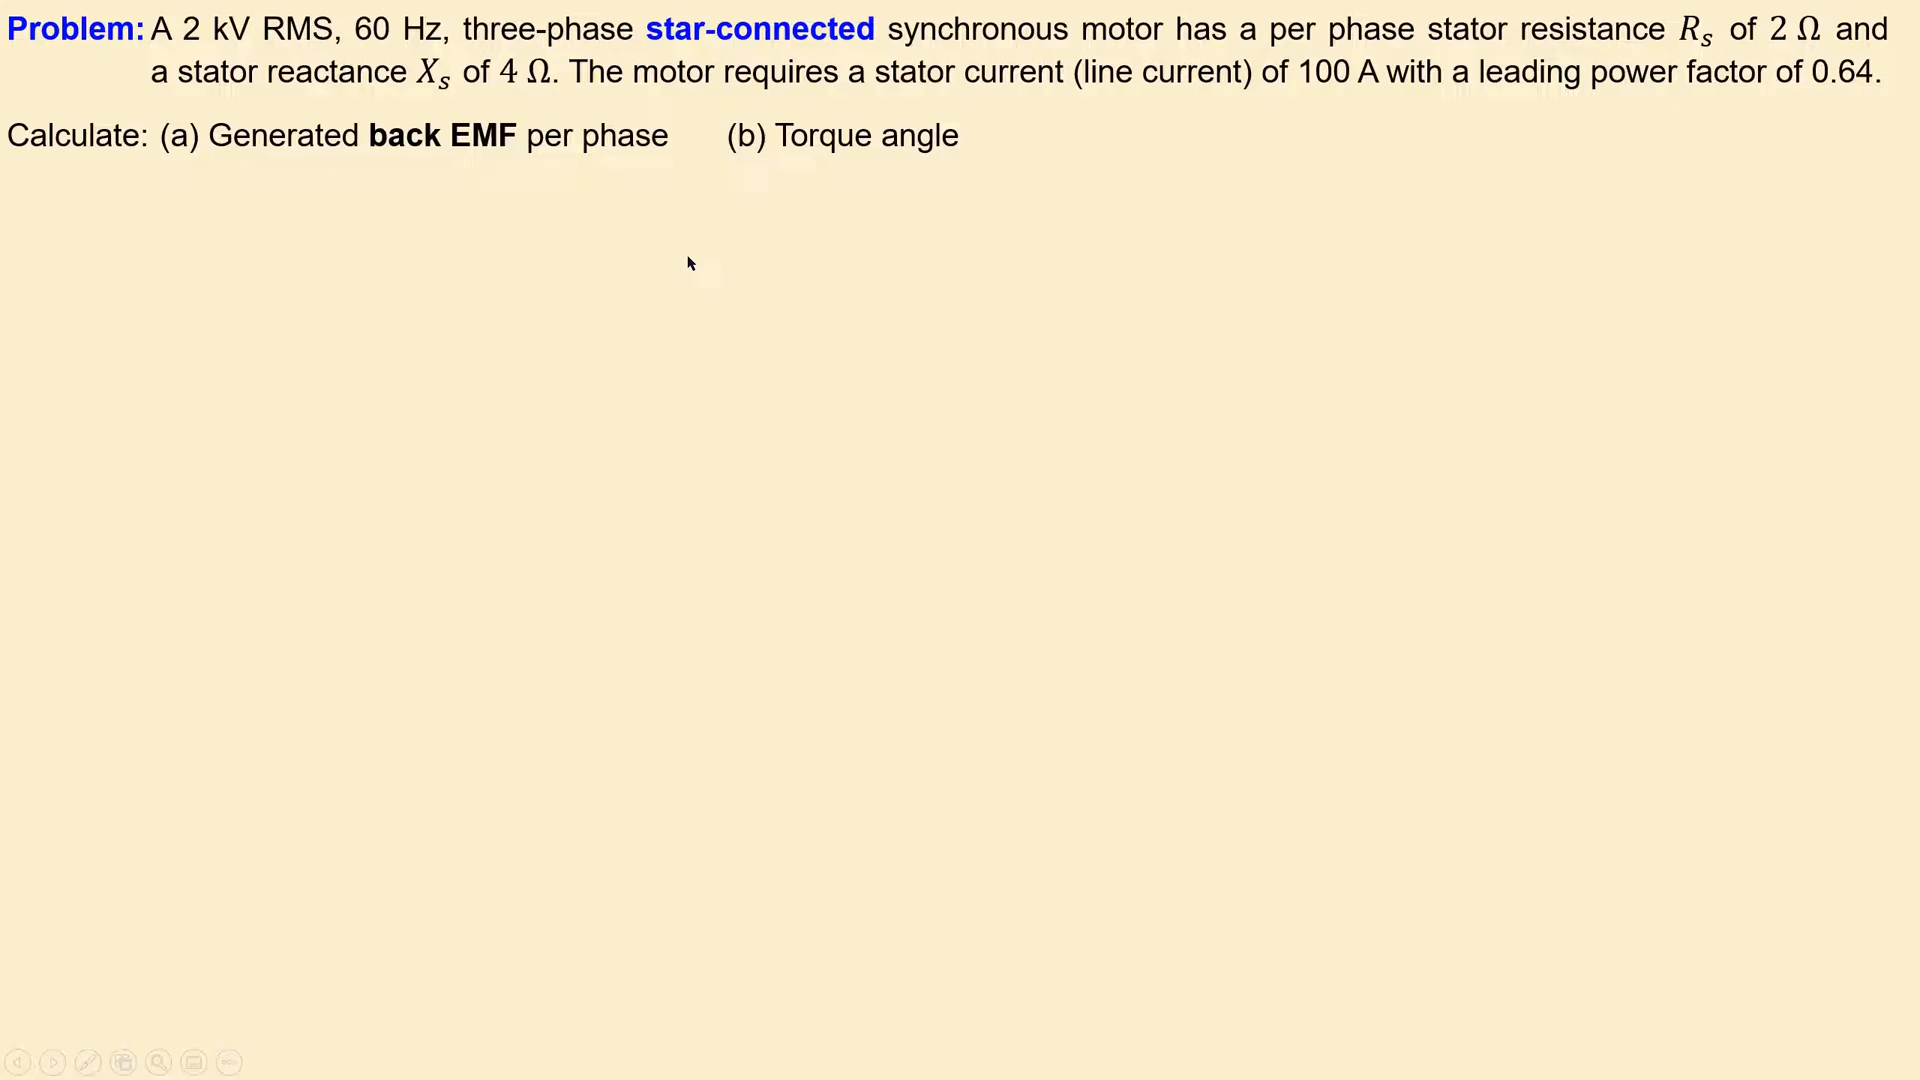 Problem: A 2 kV RMS, 60 Hz, three-phase star-connected synchronous motor has a per phase stator resistance Rₛ of 2 Ω and
a stator reactance Xₛ of 4 Ω. The motor requires a stator current (line current) of 100 A with a leading power factor of 0.64.
Calculate: (a) Generated back EMF per phase (b) Torque angle